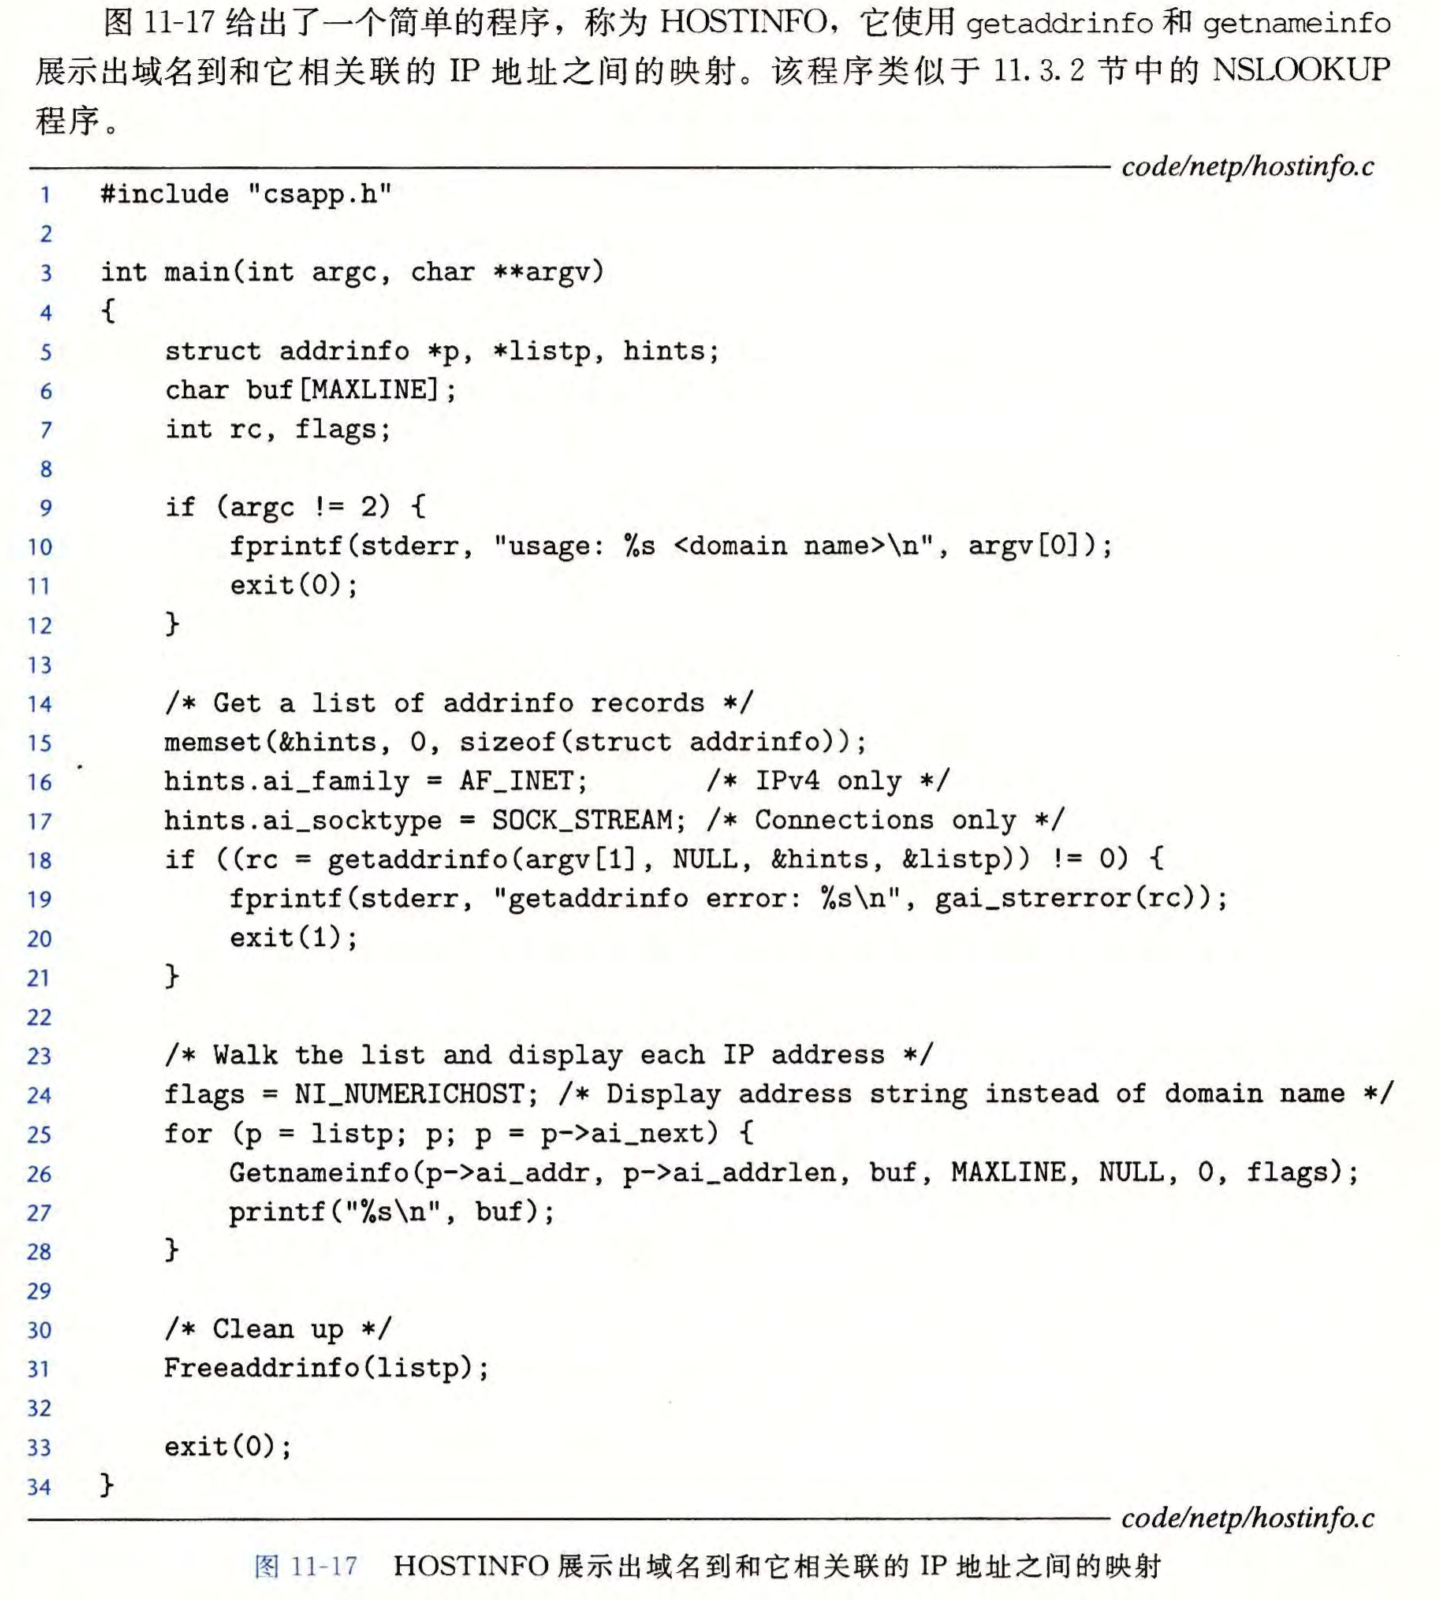 图 11-17 给出了一个简单的程序，称为 HOSTINFO，它使用 getaddrinfo 和 getnameinfo
展示出域名到和它相关联的 IP 地址之间的映射。该程序类似于 11.3.2 节中的 NSLOOKUP
程序。
code/netp/hostinfo.c
1 #include "csapp.h"
2
3 int main(int argc, char **argv)
4 {
5     struct addrinfo *p, *listp, hints;
6     char buf[MAXLINE];
7     int rc, flags;
8
9     if (argc != 2) {
10         fprintf(stderr, "usage: %s <domain name>\n", argv[0]);
11         exit(0);
12     }
13
14     /* Get a list of addrinfo records */
15     memset(&hints, 0, sizeof(struct addrinfo));
16     hints.ai_family = AF_INET;       /* IPv4 only */
17     hints.ai_socktype = SOCK_STREAM; /* Connections only */
18     if ((rc = getaddrinfo(argv[1], NULL, &hints, &listp)) != 0) {
19         fprintf(stderr, "getaddrinfo error: %s\n", gai_strerror(rc));
20         exit(1);
21     }
22
23     /* Walk the list and display each IP address */
24     flags = NI_NUMERICHOST; /* Display address string instead of domain name */
25     for (p = listp; p; p = p->ai_next) {
26         Getnameinfo(p->ai_addr, p->ai_addrlen, buf, MAXLINE, NULL, 0, flags);
27         printf("%s\n", buf);
28     }
29
30     /* Clean up */
31     Freeaddrinfo(listp);
32
33     exit(0);
34 }
code/netp/hostinfo.c
图 11-17 HOSTINFO 展示出域名到和它相关联的 IP 地址之间的映射